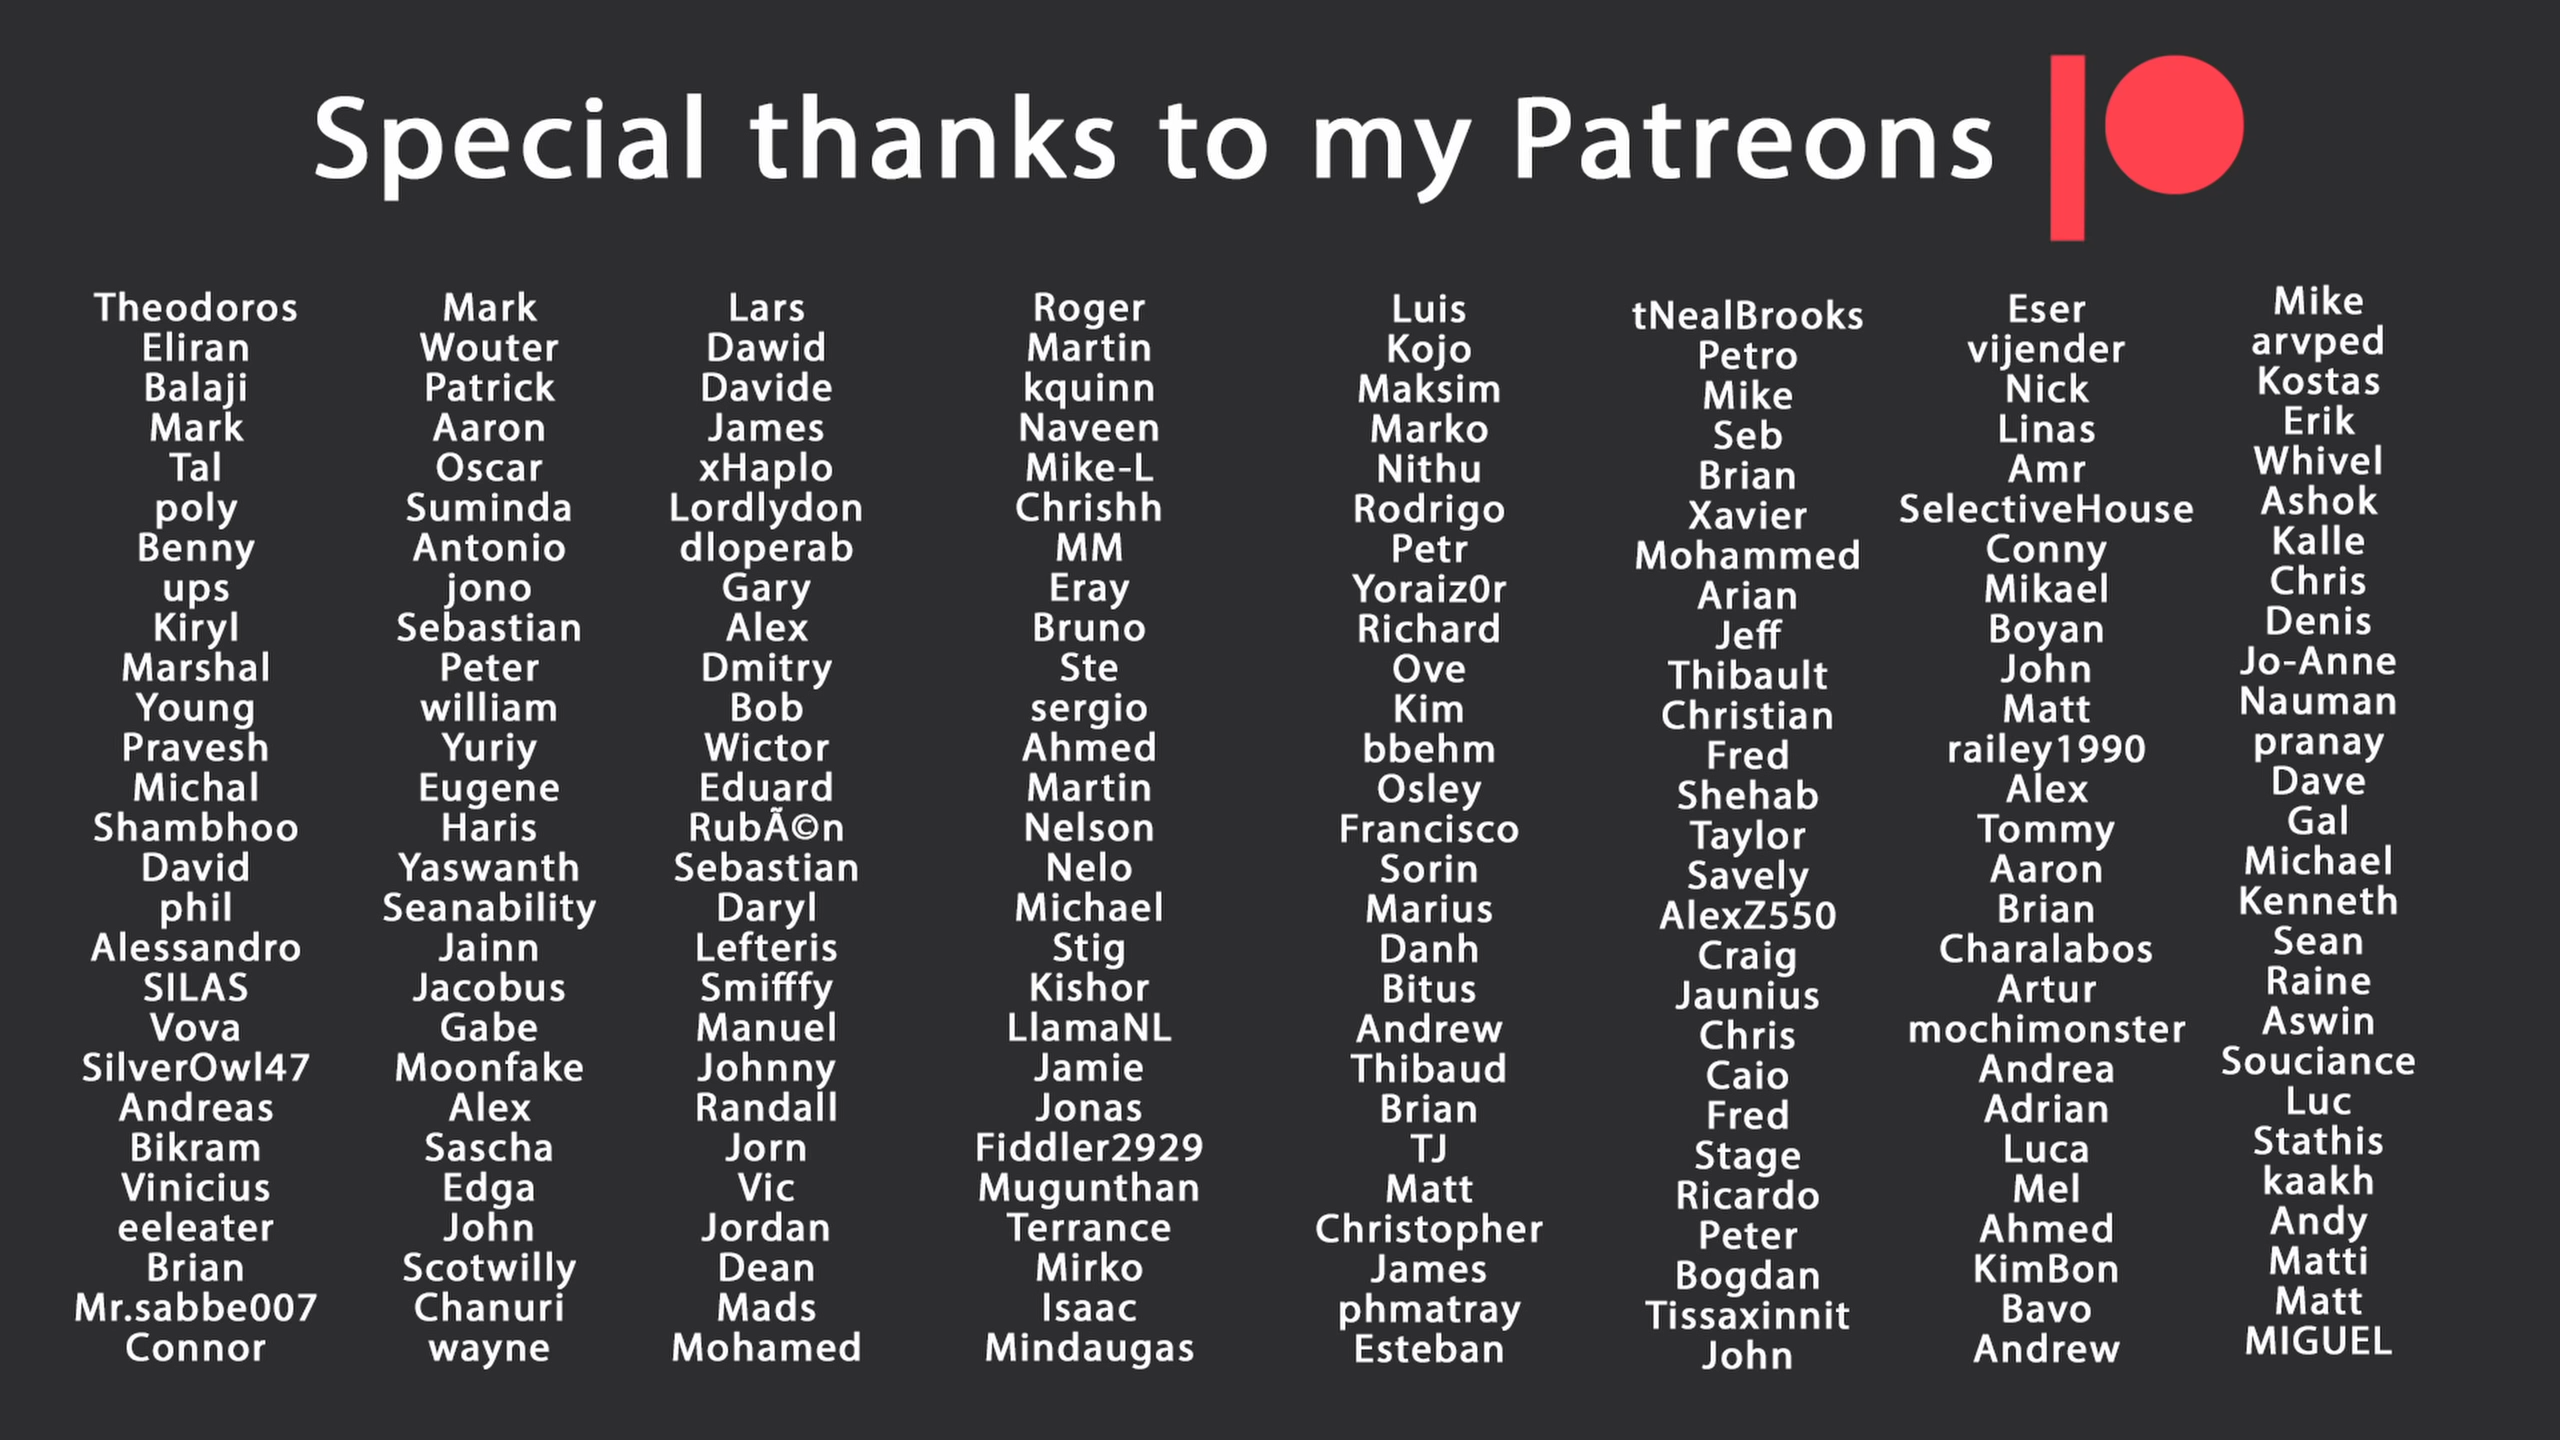 Special thanks to my Patreons
Theodoros
Eliran
Balaji
Mark
Tal
poly
Benny
ups
Kiryl
Marshal
Young
Pravesh
Michal
Shambhoo
David
phil
Alessandro
SILAS
Vova
SilverOwl47
Andreas
Bikram
Vinicius
eeleater
Brian
Mr.sabbe007
Connor
Mark
Wouter
Patrick
Aaron
Oscar
Suminda
Antonio
jono
Sebastian
Peter
william
Yuriy
Eugene
Haris
Yaswanth
Seanability
Jainn
Jacobus
Gabe
Moonfake
Alex
Sascha
Edga
John
Scotwilly
Chanuri
wayne
Lars
Dawid
Davide
James
xHaplo
Lordlydon
dloperab
Gary
Alex
Dmitry
Bob
Wictor
Eduard
RubÃ©n
Sebastian
Daryl
Lefteris
Smifffy
Manuel
Johnny
Randall
Jorn
Vic
Jordan
Dean
Mads
Mohamed
Roger
Martin
kquinn
Naveen
Mike-L
Chrishh
MM
Eray
Bruno
Ste
sergio
Ahmed
Martin
Nelson
Nelo
Michael
Stig
Kishor
LlamaNL
Jamie
Jonas
Fiddler2929
Mugunthan
Terrance
Mirko
Isaac
Mindaugas
Luis
Kojo
Maksim
Marko
Nithu
Rodrigo
Petr
Yoraiz0r
Richard
Ove
Kim
bbehm
Osley
Francisco
Sorin
Marius
Danh
Bitus
Andrew
Thibaud
Brian
TJ
Matt
Christopher
James
phmatray
Esteban
tNealBrooks
Petro
Mike
Seb
Brian
Xavier
Mohammed
Arian
Jeff
Thibault
Christian
Fred
Shehab
Taylor
Savely
AlexZ550
Craig
Jaunius
Chris
Caio
Fred
Stage
Ricardo
Peter
Bogdan
Tissaxinnit
John
Eser
vijender
Nick
Linas
Amr
SelectiveHouse
Conny
Mikael
Boyan
John
Matt
railey1990
Alex
Tommy
Aaron
Brian
Charalabos
Artur
mochimonster
Andrea
Adrian
Luca
Mel
Ahmed
KimBon
Bavo
Andrew
Mike
arvped
Kostas
Erik
Whivel
Ashok
Kalle
Chris
Denis
Jo-Anne
Nauman
pranay
Dave
Gal
Michael
Kenneth
Sean
Raine
Aswin
Souciance
Luc
Stathis
kaakh
Andy
Matti
Matt
MIGUEL